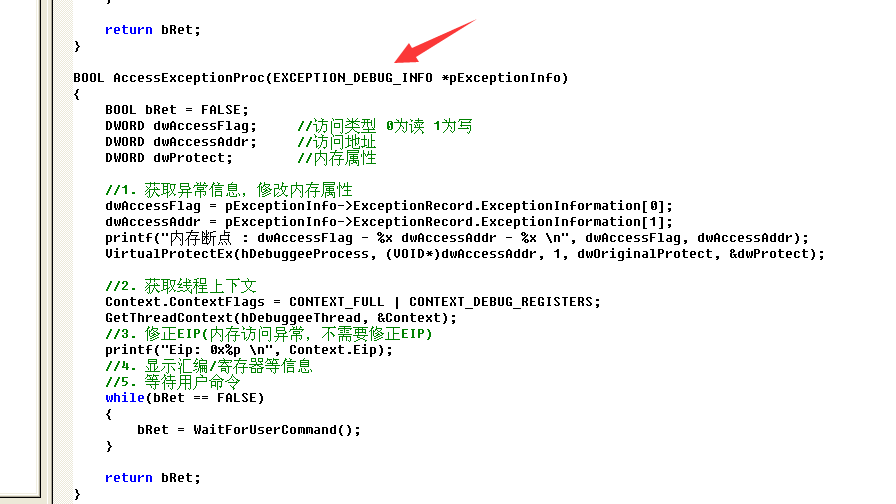 }
return bRet;
}
BOOL AccessExceptionProc(EXCEPTION_DEBUG_INFO *pExceptionInfo)
{
BOOL bRet = FALSE;
DWORD dwAccessFlag; //访问类型 0为读 1为写
DWORD dwAccessAddr; //访问地址
DWORD dwProtect; //内存属性
//1. 获取异常信息, 修改内存属性
dwAccessFlag = pExceptionInfo->ExceptionRecord.ExceptionInformation[0];
dwAccessAddr = pExceptionInfo->ExceptionRecord.ExceptionInformation[1];
printf("内存断点 : dwAccessFlag - %x dwAccessAddr - %x \n", dwAccessFlag, dwAccessAddr);
VirtualProtectEx(hDebuggeeProcess, (VOID*)dwAccessAddr, 1, dwOriginalProtect, &dwProtect);
//2. 获取线程上下文
Context.ContextFlags = CONTEXT_FULL | CONTEXT_DEBUG_REGISTERS;
GetThreadContext(hDebuggeeThread, &Context);
//3. 修正EIP(内存访问异常, 不需要修正EIP)
printf("Eip: 0x%p \n", Context.Eip);
//4. 显示汇编/寄存器等信息
//5. 等待用户命令
while(bRet == FALSE)
{
bRet = WaitForUserCommand();
}
return bRet;
}